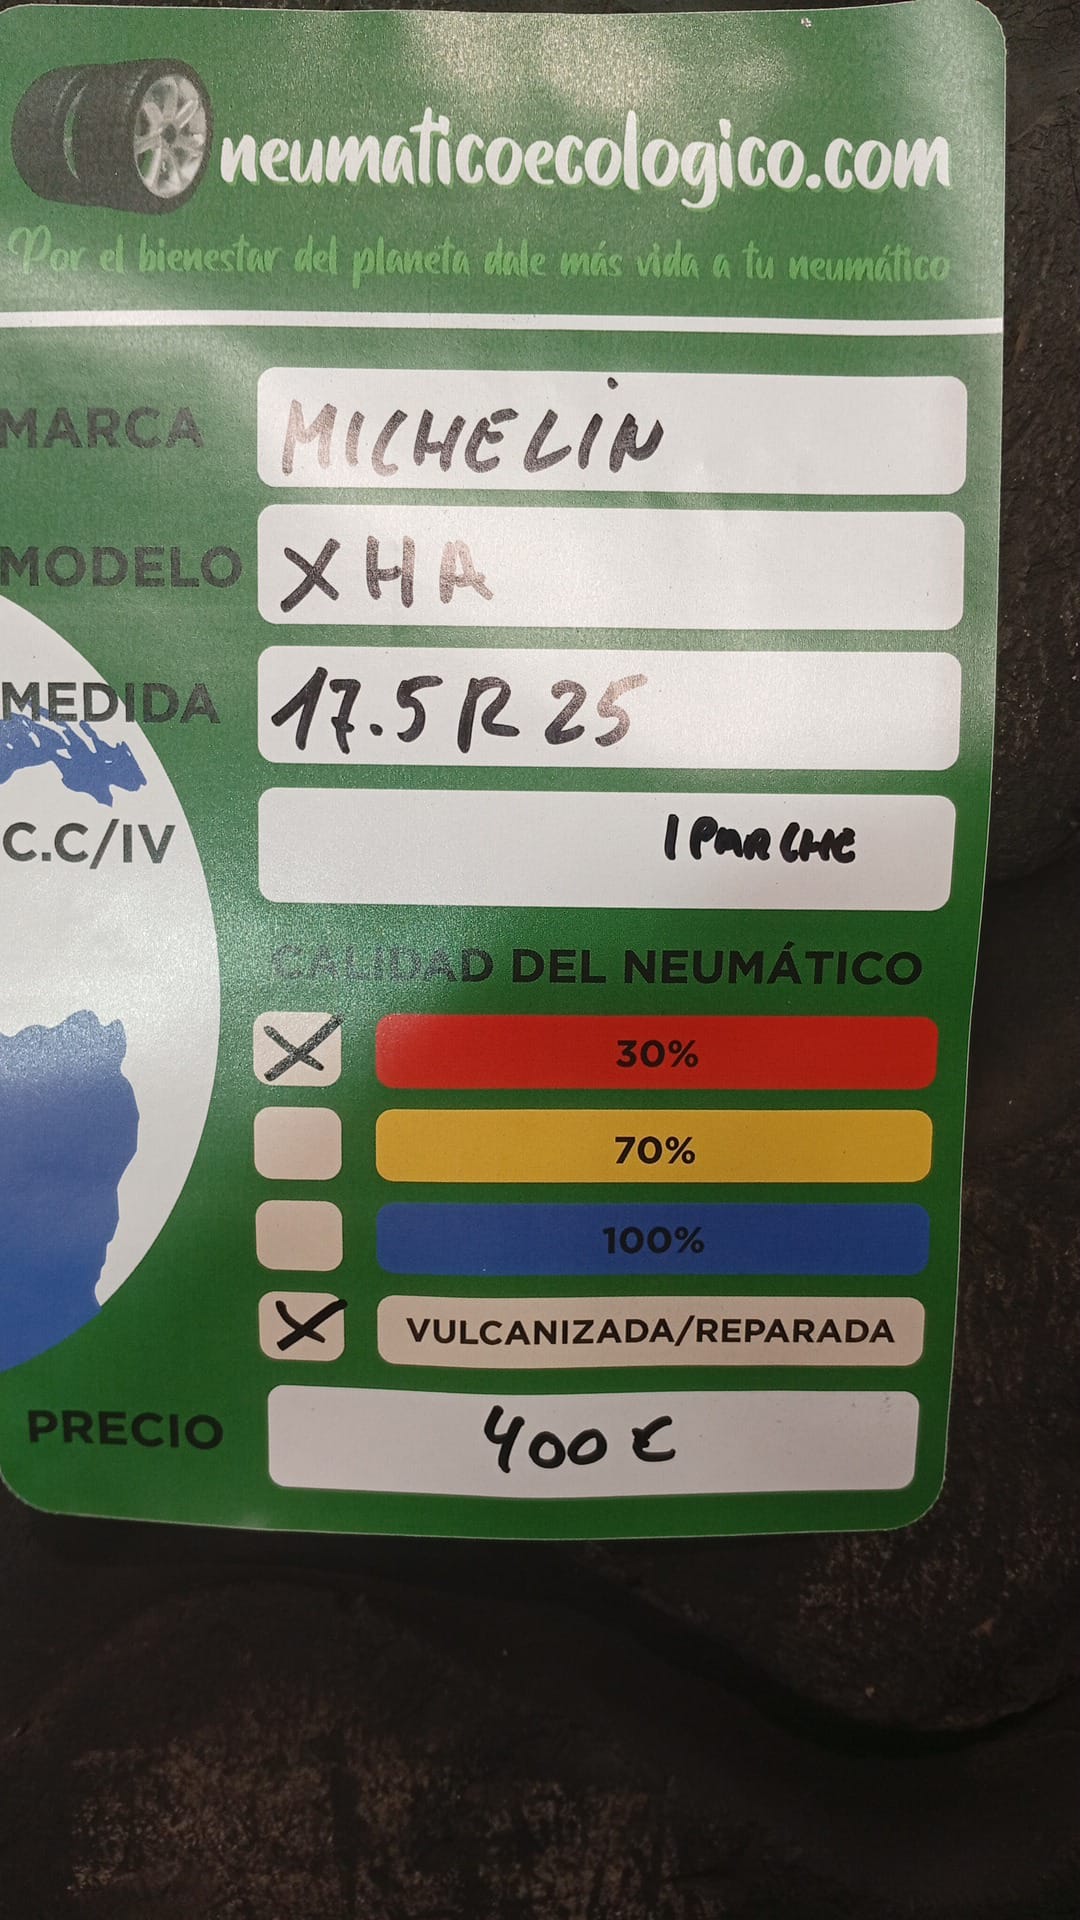 neumaticoecologico.com
Por el bienestar del planeta dale más vida a tu neumático
MARCA MICHELIN
MODELO XHA
MEDIDA 17.5 R 25
C.C/IV 1 PARCHE
CALIDAD DEL NEUMÁTICO
X 30%
70%
100%
X VULCANIZADA/REPARADA
PRECIO 400 €